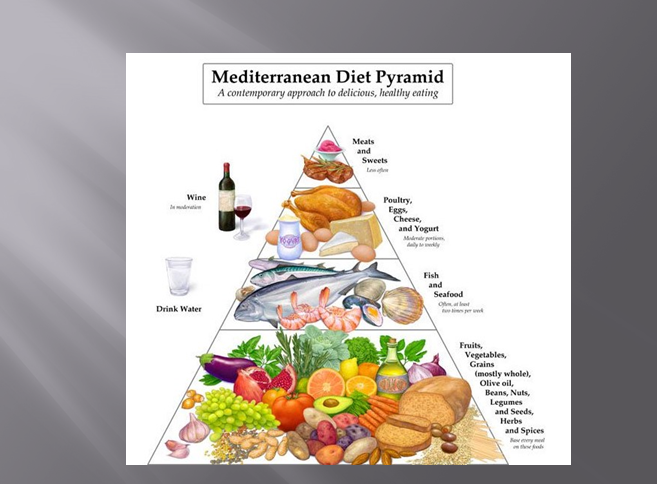 Mediterranean Diet Pyramid
A contemporary approach to delicious, healthy eating
Meats
and
Sweets
Less often
Wine
In moderation
Poultry,
Eggs,
Cheese,
and Yogurt
Moderate portions,
daily to weekly
Drink Water
Fish
and
Seafood
Often, at least
two times per week
Fruits,
Vegetables,
Grains
(mostly whole),
Olive oil,
Beans, Nuts,
Legumes
and Seeds,
Herbs
and Spices
Base every meal
on these foods